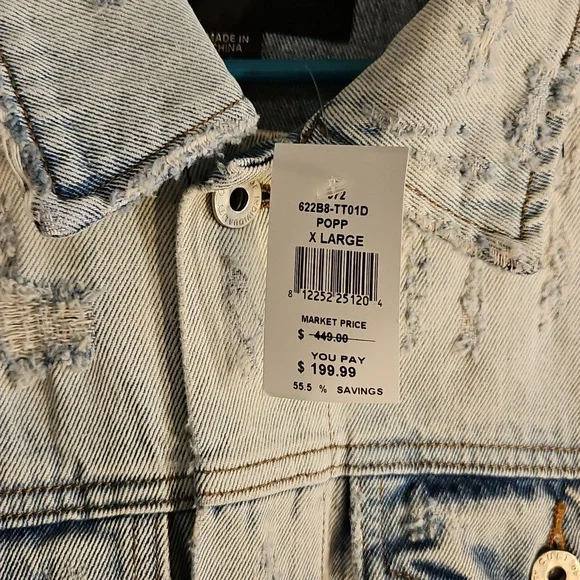 MADE IN
CHINA
622B8-TT01D
POPP
X LARGE
8 12252 25120 4
MARKET PRICE
$ 449.00
YOU PAY
$ 199.99
55.5 % SAVINGS